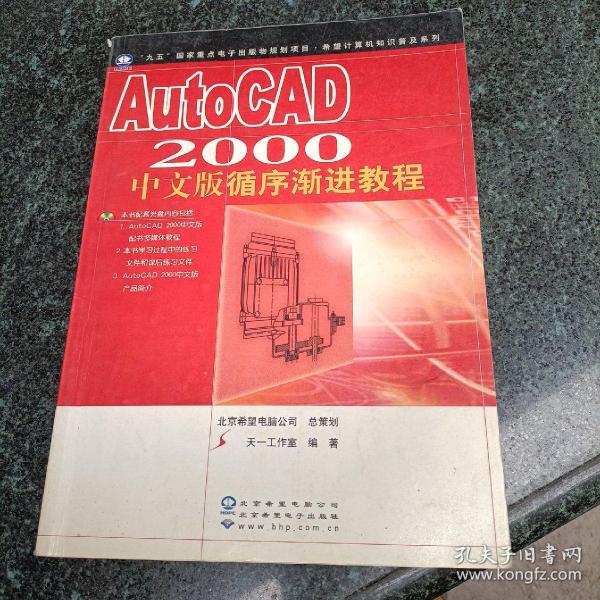 "九五"国家重点电子出版物规划项目·希望计算机知识普及系列
AutoCAD
2000
中文版循序渐进教程
本书配套光盘内容包括:
1. AutoCAD 2000中文版
配书多媒体教程
2. 本书学习过程中的练习
文件和课后练习文件
3. AutoCAD 2000中文版
产品简介
北京希望电脑公司 总策划
天一工作室 编著
HOPC
北京希望电脑公司
北京希望电子出版社
www.bhp.com.cn
孔夫子旧书网
www.kongfz.com